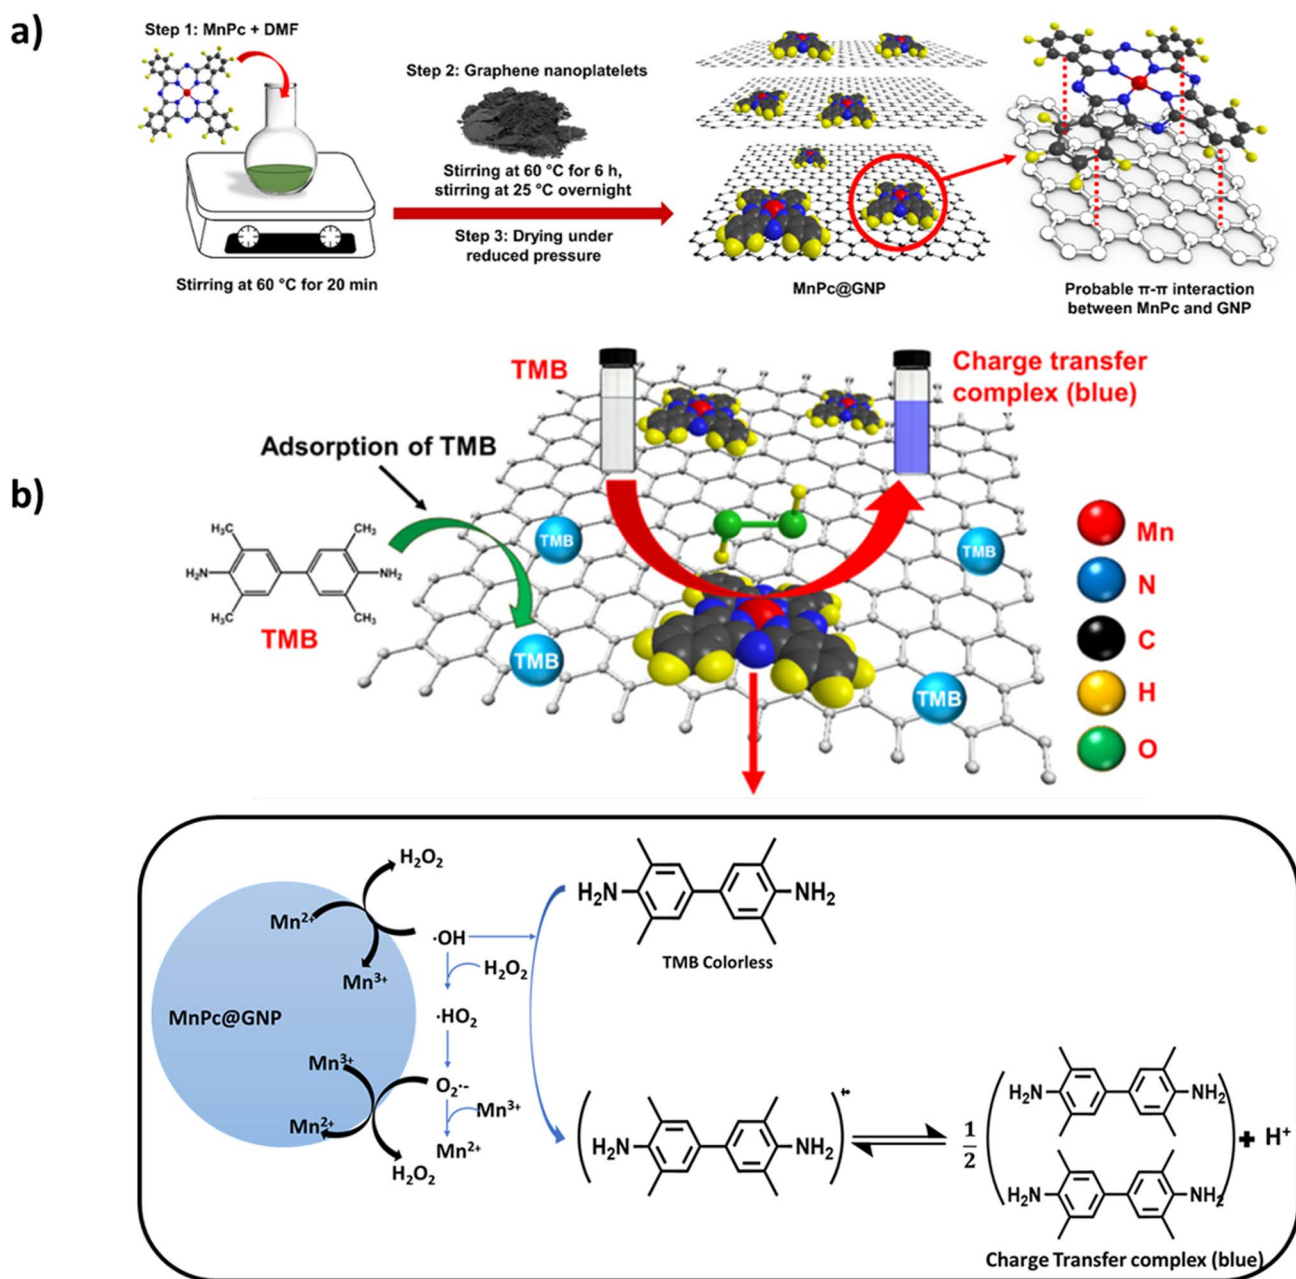 a)
Step 1: MnPc + DMF
Stirring at 60 °C for 20 min
Step 2: Graphene nanoplatelets
Stirring at 60 °C for 6 h,
stirring at 25 °C overnight
Step 3: Drying under
reduced pressure
MnPc@GNP
Probable π-π interaction
between MnPc and GNP
b)
TMB
Charge transfer
complex (blue)
Adsorption of TMB
H₃C
CH₃
H₂N
NH₂
H₃C
CH₃
TMB
TMB
TMB
TMB
TMB
Mn
N
C
H
O
H₂O₂
Mn²⁺
·OH
Mn³⁺
H₂O₂
MnPc@GNP
·HO₂
Mn³⁺
O₂·-
Mn³⁺
Mn²⁺
Mn²⁺
H₂O₂
H₂N
NH₂
TMB Colorless
H₂N
NH₂
+•
1
2
H₂N
NH₂
H₂N
NH₂
+ H⁺
Charge Transfer complex (blue)